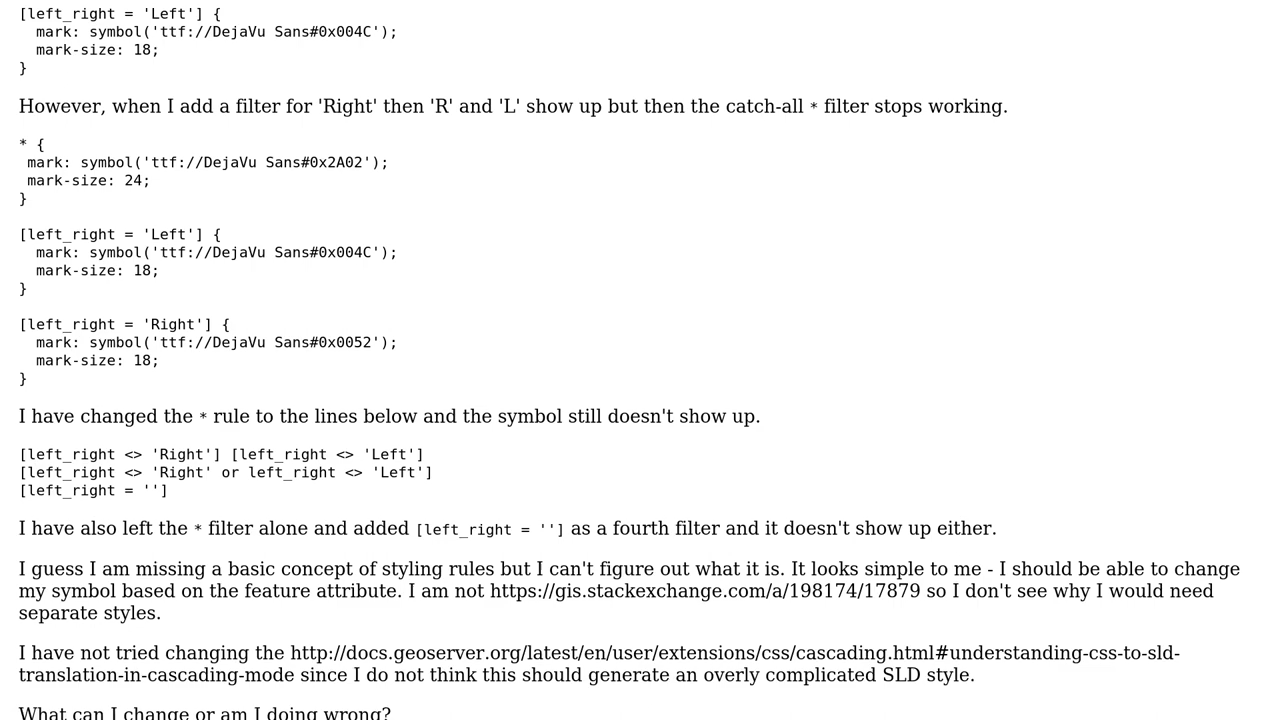 [left_right = 'Left'] {
  mark: symbol('ttf://DejaVu Sans#0x004C');
  mark-size: 18;
}
However, when I add a filter for 'Right' then 'R' and 'L' show up but then the catch-all * filter stops working.
* {
 mark: symbol('ttf://DejaVu Sans#0x2A02');
 mark-size: 24;
}
[left_right = 'Left'] {
  mark: symbol('ttf://DejaVu Sans#0x004C');
  mark-size: 18;
}
[left_right = 'Right'] {
  mark: symbol('ttf://DejaVu Sans#0x0052');
  mark-size: 18;
}
I have changed the * rule to the lines below and the symbol still doesn't show up.
[left_right <> 'Right'] [left_right <> 'Left']
[left_right <> 'Right' or left_right <> 'Left']
[left_right = '']
I have also left the * filter alone and added [left_right = ''] as a fourth filter and it doesn't show up either.
I guess I am missing a basic concept of styling rules but I can't figure out what it is. It looks simple to me - I should be able to change
my symbol based on the feature attribute. I am not https://gis.stackexchange.com/a/198174/17879 so I don't see why I would need
separate styles.
I have not tried changing the http://docs.geoserver.org/latest/en/user/extensions/css/cascading.html#understanding-css-to-sld-
translation-in-cascading-mode since I do not think this should generate an overly complicated SLD style.
What can I change or am I doing wrong?